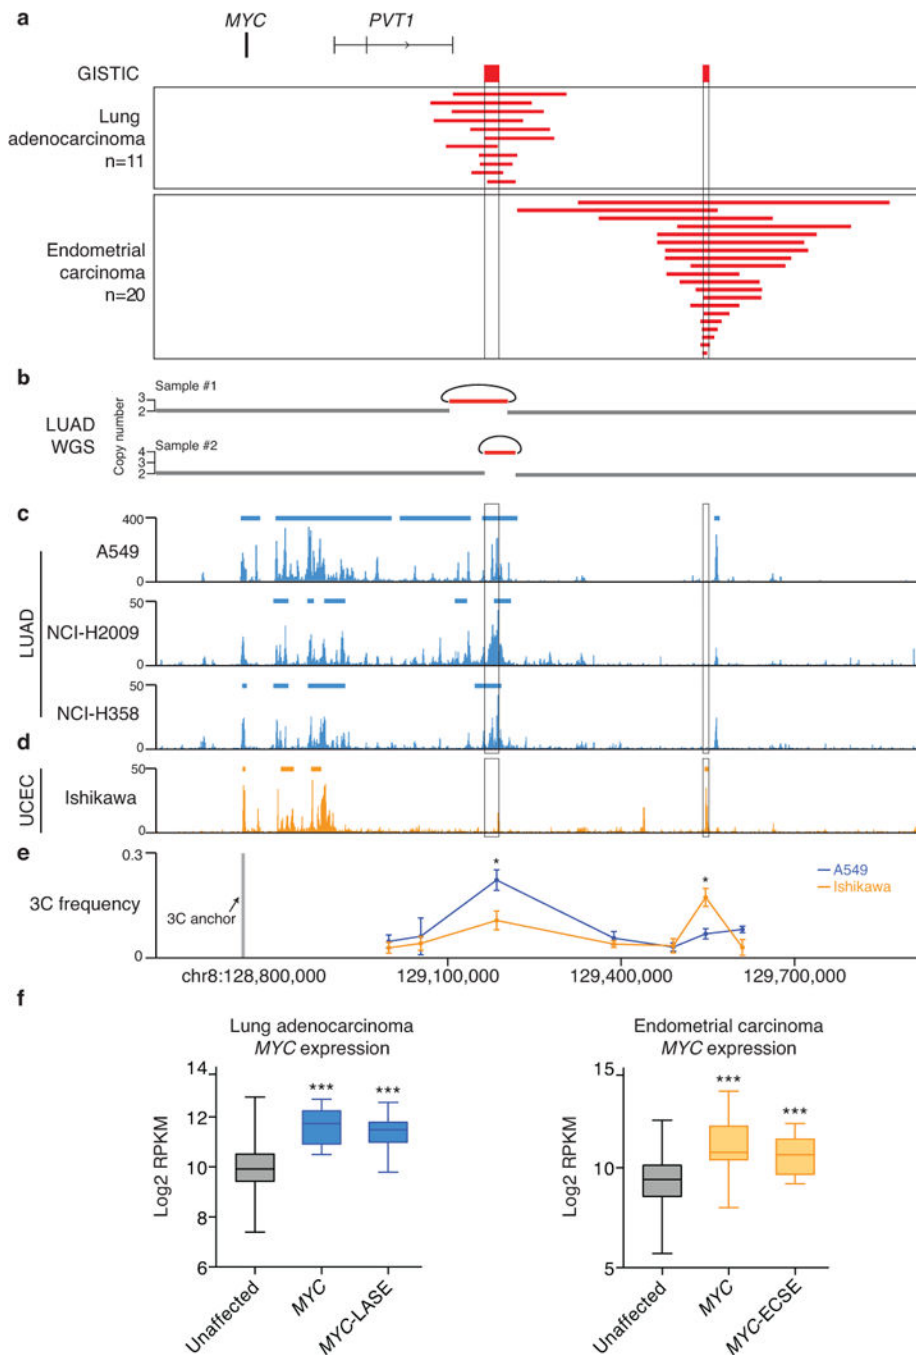 a
MYC
PVT1
GISTIC
Lung
adenocarcinoma
n=11
Endometrial
carcinoma
n=20
b
LUAD
WGS
Copy number
Sample #1
3
2
Sample #2
4
3
2
c
LUAD
400
A549
0
50
NCI-H2009
0
50
NCI-H358
0
d
UCEC
50
Ishikawa
0
e
0.3
3C frequency
3C anchor
0
*
*
A549
Ishikawa
chr8:128,800,000
129,100,000
129,400,000
129,700,000
f
Lung adenocarcinoma
MYC expression
Log2 RPKM
14
12
10
8
6
***
***
Unaffected
MYC
MYC-LASE
Endometrial carcinoma
MYC expression
Log2 RPKM
15
10
5
***
***
Unaffected
MYC
MYC-ECSE